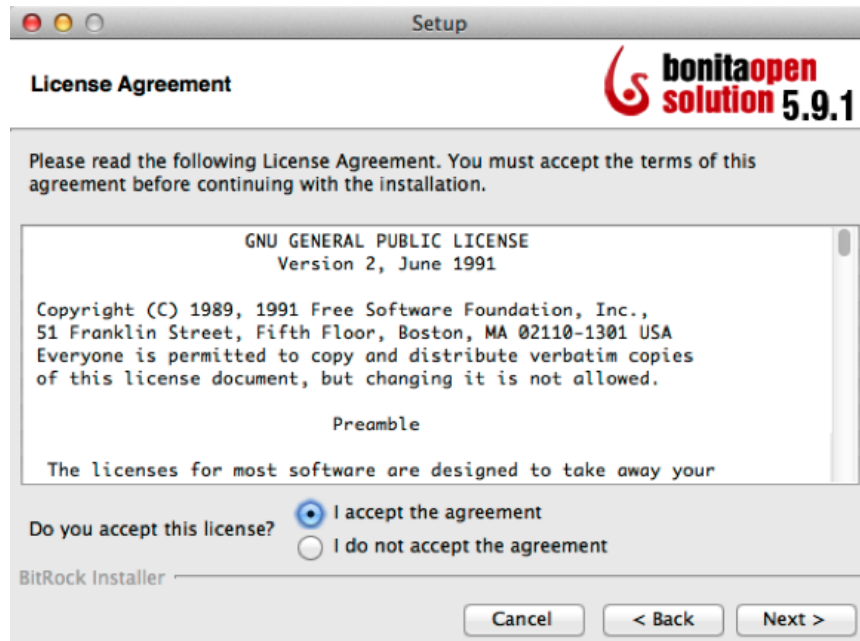 Setup
License Agreement
bonitaopen
solution 5.9.1
Please read the following License Agreement. You must accept the terms of this
agreement before continuing with the installation.
GNU GENERAL PUBLIC LICENSE
Version 2, June 1991
Copyright (C) 1989, 1991 Free Software Foundation, Inc.,
51 Franklin Street, Fifth Floor, Boston, MA 02110-1301 USA
Everyone is permitted to copy and distribute verbatim copies
of this license document, but changing it is not allowed.
Preamble
The licenses for most software are designed to take away your
Do you accept this license?
I accept the agreement
I do not accept the agreement
BitRock Installer
Cancel
< Back
Next >